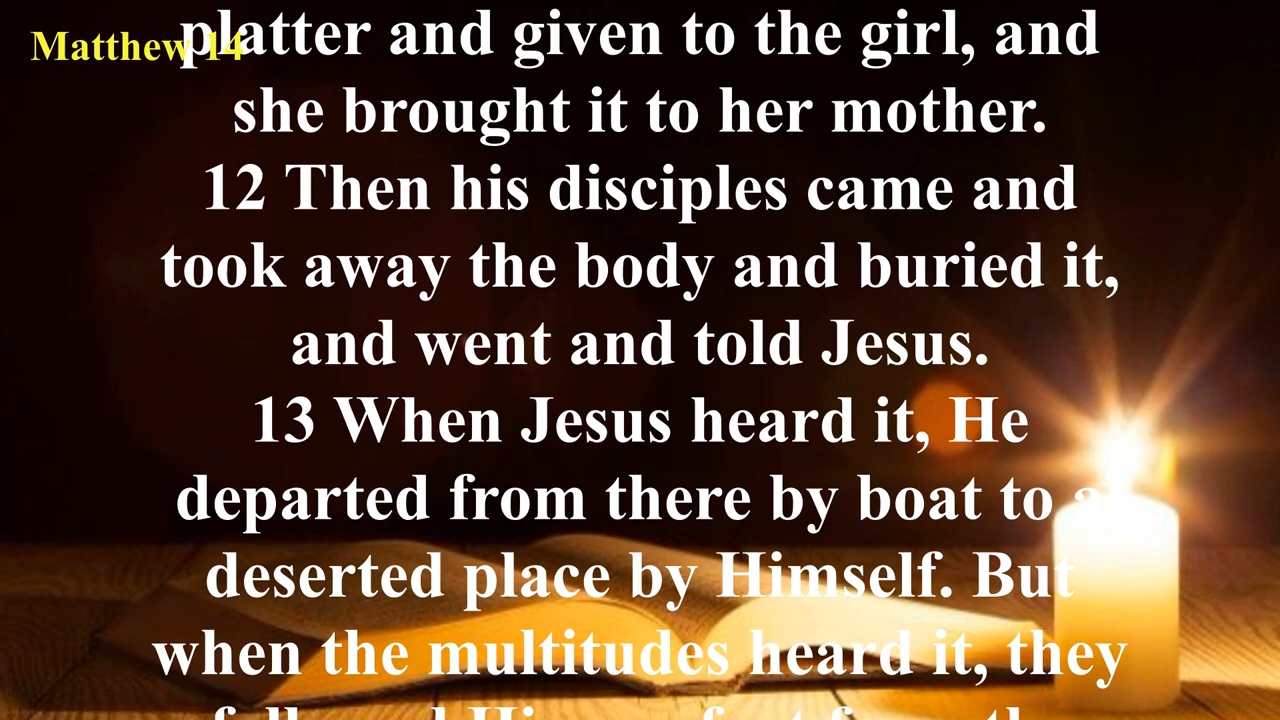 Matthew 14
platter and given to the girl, and
she brought it to her mother.
12 Then his disciples came and
took away the body and buried it,
and went and told Jesus.
13 When Jesus heard it, He
departed from there by boat to a
deserted place by Himself. But
when the multitudes heard it, they